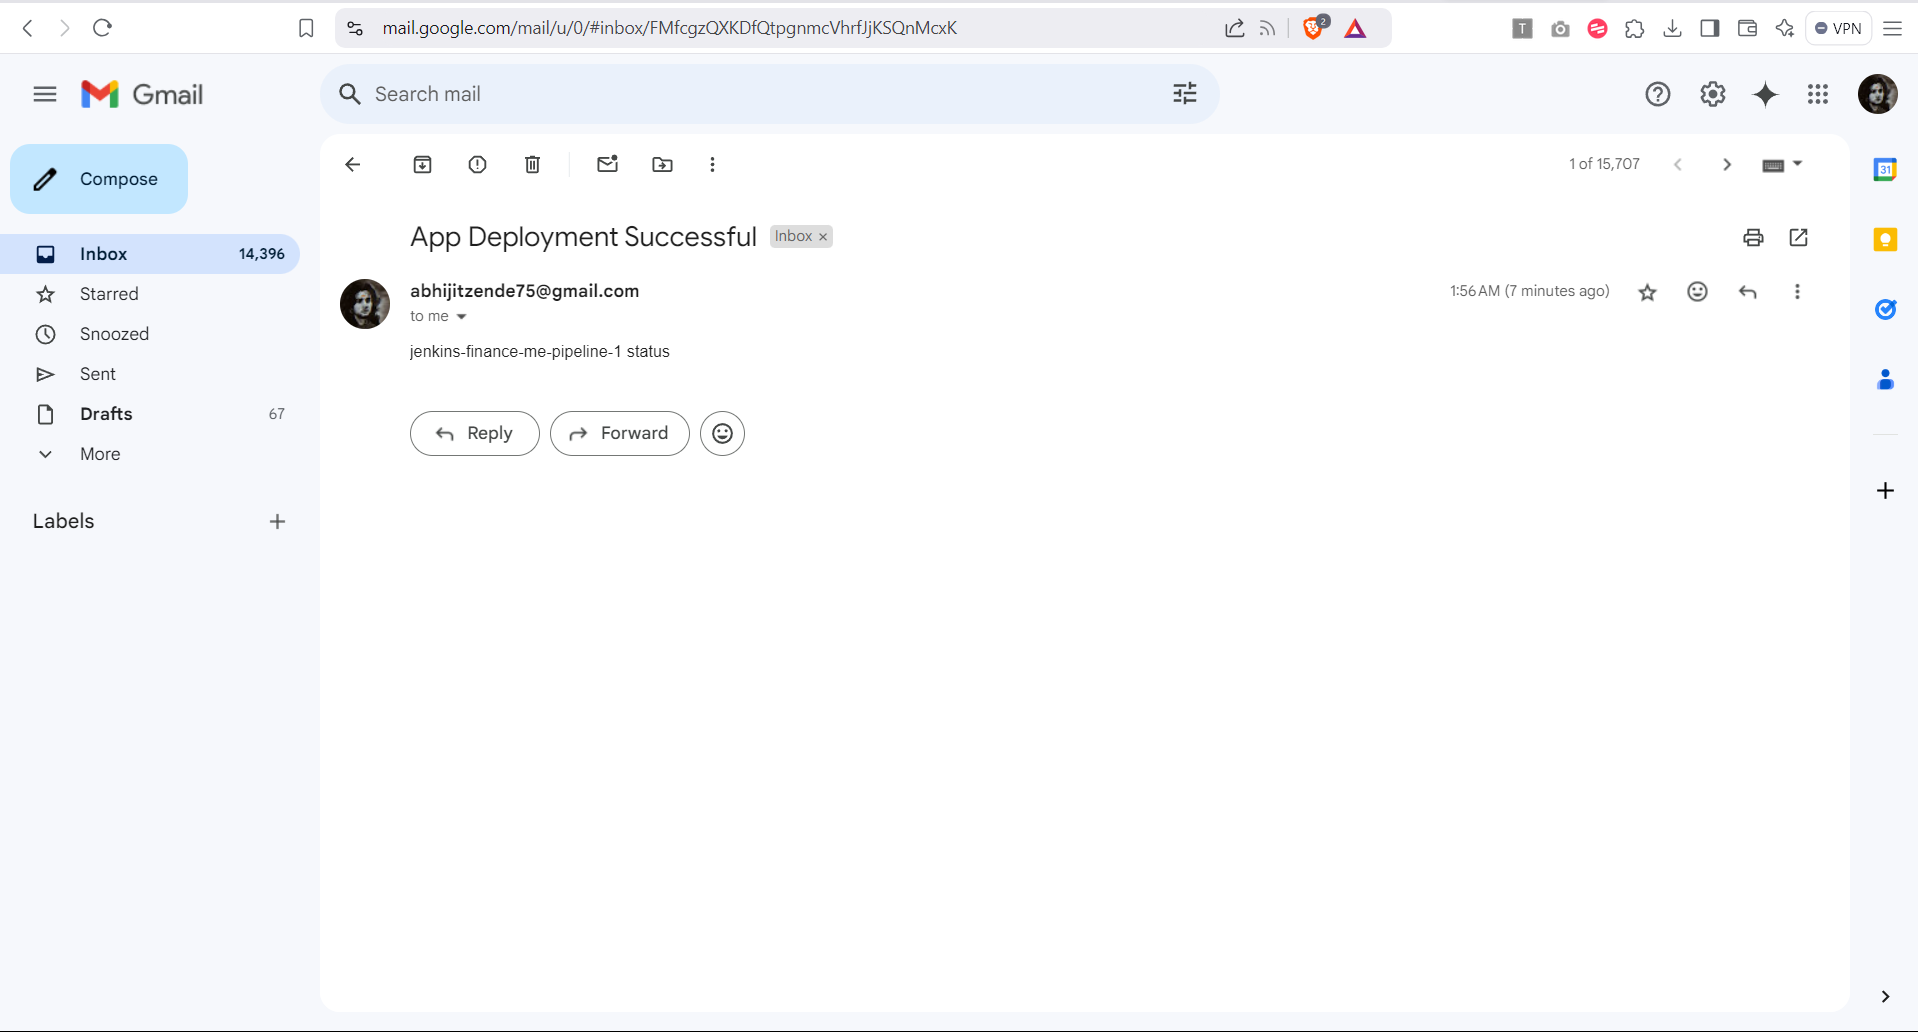 mail.google.com/mail/u/0/#inbox/FMfcgzQXKDfQtpgnmcVhrfJjKSQnMcxK
2
T
VPN
Gmail
Search mail
Compose
1 of 15,707
31
App Deployment Successful
Inbox ×
Inbox 14,396
abhijitzende75@gmail.com
1:56 AM (7 minutes ago)
Starred
to me
Snoozed
jenkins-finance-me-pipeline-1 status
Sent
Drafts 67
Reply
Forward
More
Labels